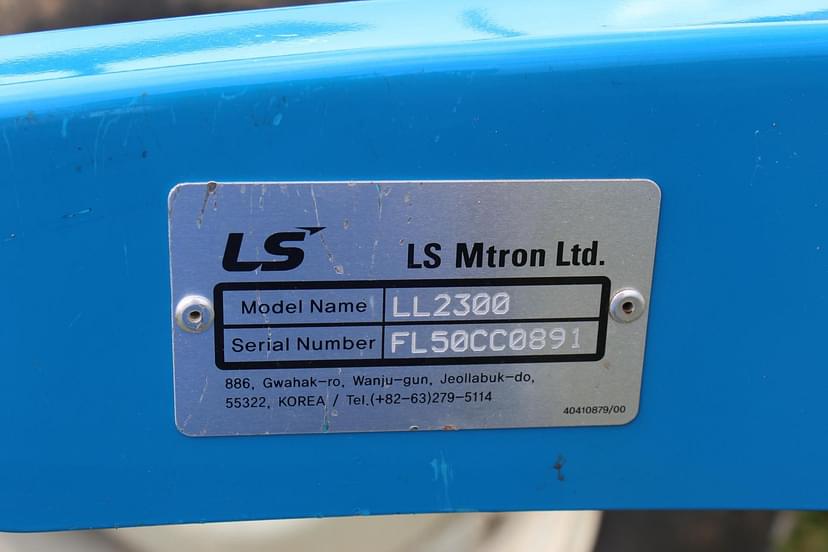 LS
LS Mtron Ltd.
Model Name LL2300
Serial Number FL50CC0891
886, Gwahak-ro, Wanju-gun, Jeollabuk-do,
55322, KOREA / Tel.(+82-63)279-5114
40410879/00